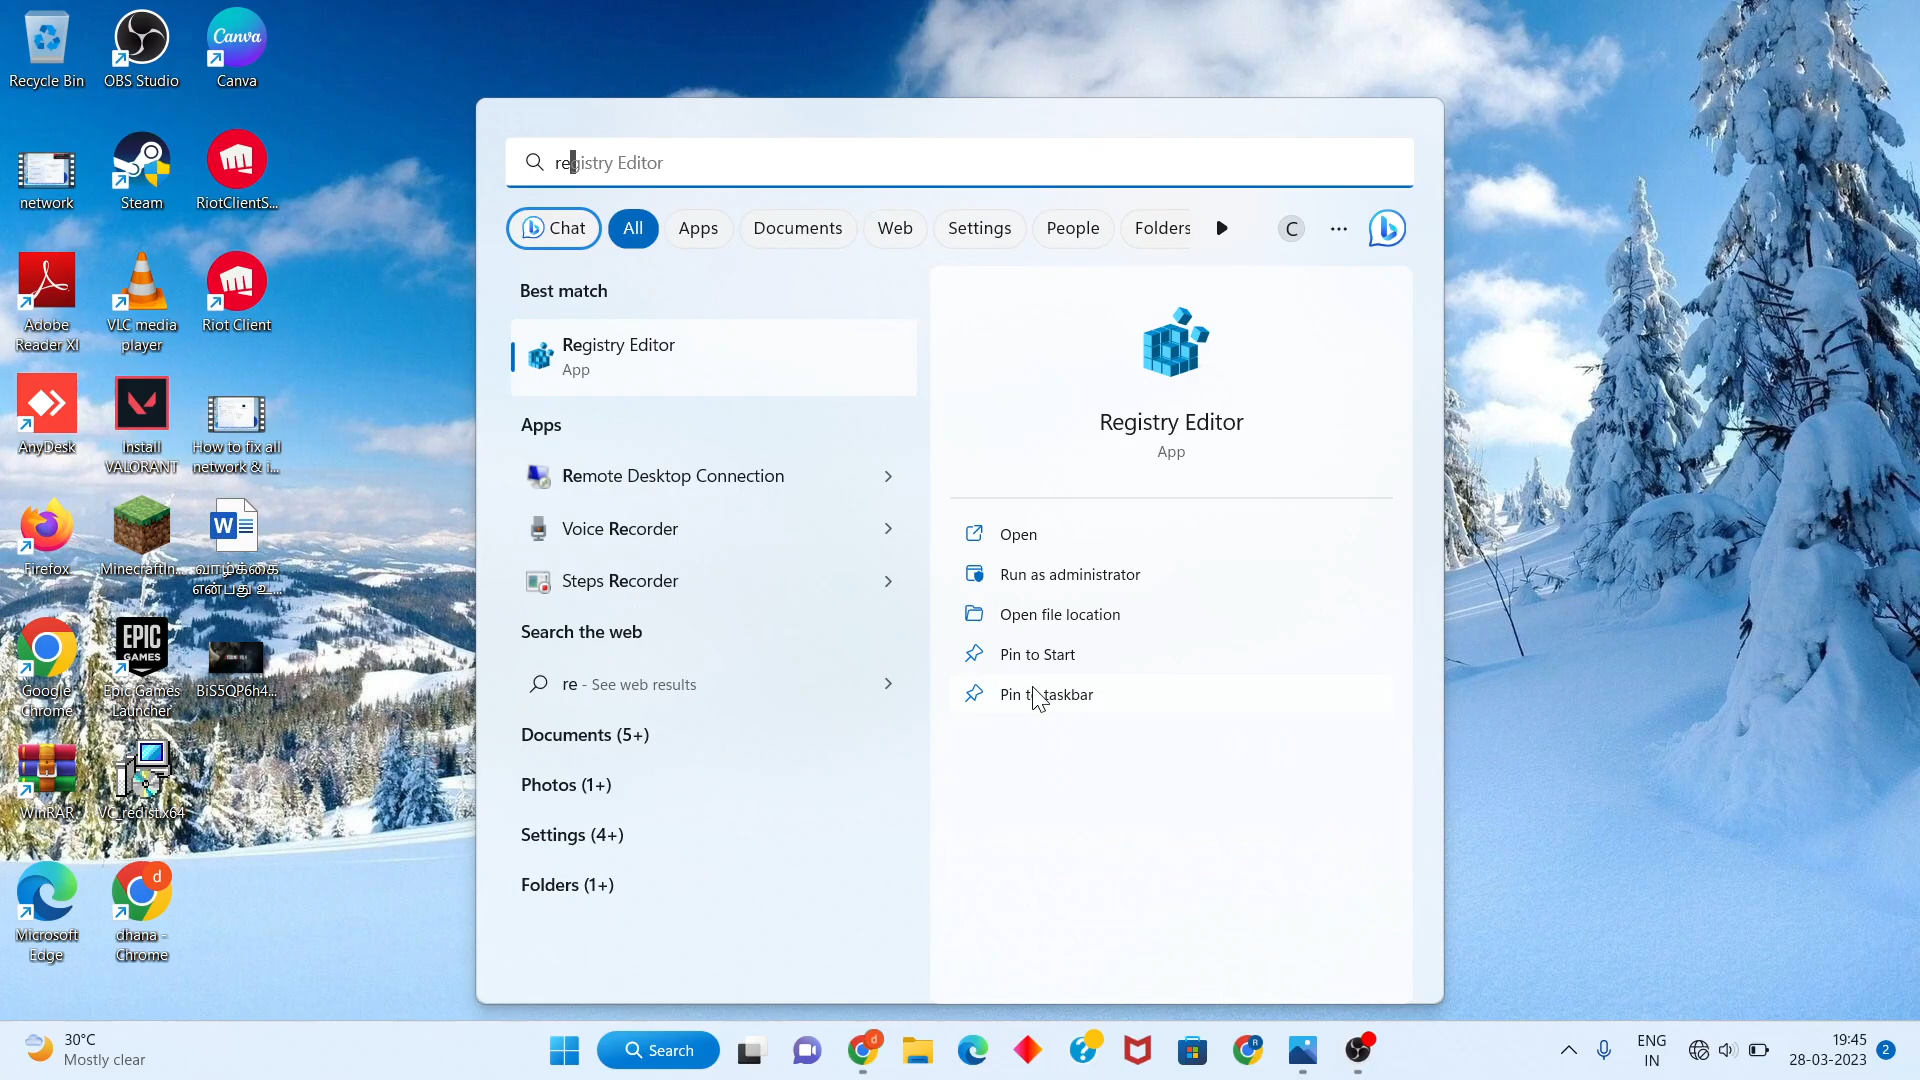 Recycle Bin
OBS Studio
Canva
Canva
network
Steam
RiotClientS...
Adobe
Reader XI
VLC media
player
Riot Client
AnyDesk
Install
VALORANT
How to fix all
network & i...
Firefox
MinecraftIn...
வாழ்க்கை
என்பது உ...
W
Google
Chrome
EPIC
GAMES
Epic Games
Launcher
BiS5QP6h4...
WinRAR
VC_redist.x64
Microsoft
Edge
d
dhana -
Chrome
registry Editor
Chat
All
Apps
Documents
Web
Settings
People
Folders
C
Best match
Registry Editor
App
Apps
Remote Desktop Connection
Voice Recorder
Steps Recorder
Search the web
re - See web results
Documents (5+)
Photos (1+)
Settings (4+)
Folders (1+)
Registry Editor
App
Open
Run as administrator
Open file location
Pin to Start
Pin to taskbar
30°C
Mostly clear
Search
d
R
ENG
IN
19:45
28-03-2023
2